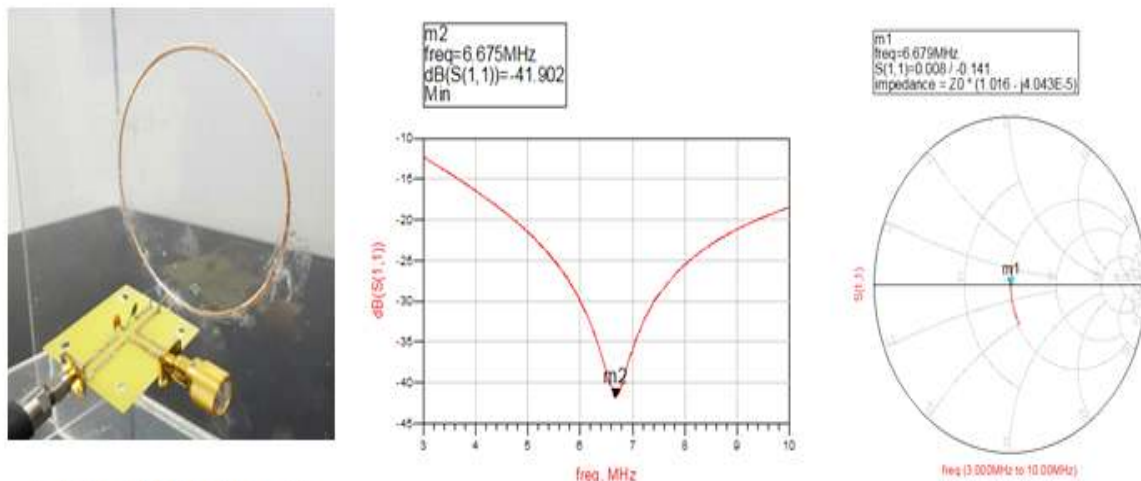 m2
freq=6.675MHz
dB(S(1,1))=-41.902
Min
-10
-15
-20
-25
-30
-35
-40
-45
m2
3
4
5
6
7
8
9
10
dB(S(1,1))
freq, MHz
m1
freq=6.679MHz
S(1,1)=0.008 / -0.141
impedance = Z0 * (1.016 - j4.043E-5)
m1
S(1,1)
freq (3.000MHz to 10.00MHz)